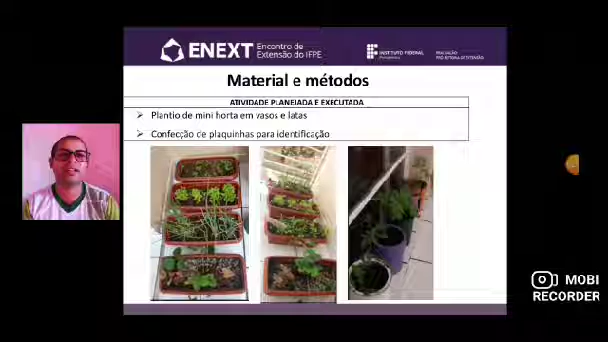 ENEXT Encontro de
Extensão do IFPE
INSTITUTO FEDERAL
Pernambuco
Material e métodos
ATIVIDADE PLANEJADA E EXECUTADA
➢ Plantio de mini horta em vasos e latas
➢ Confecção de plaquinhas para identificação
MOBI
RECORDER